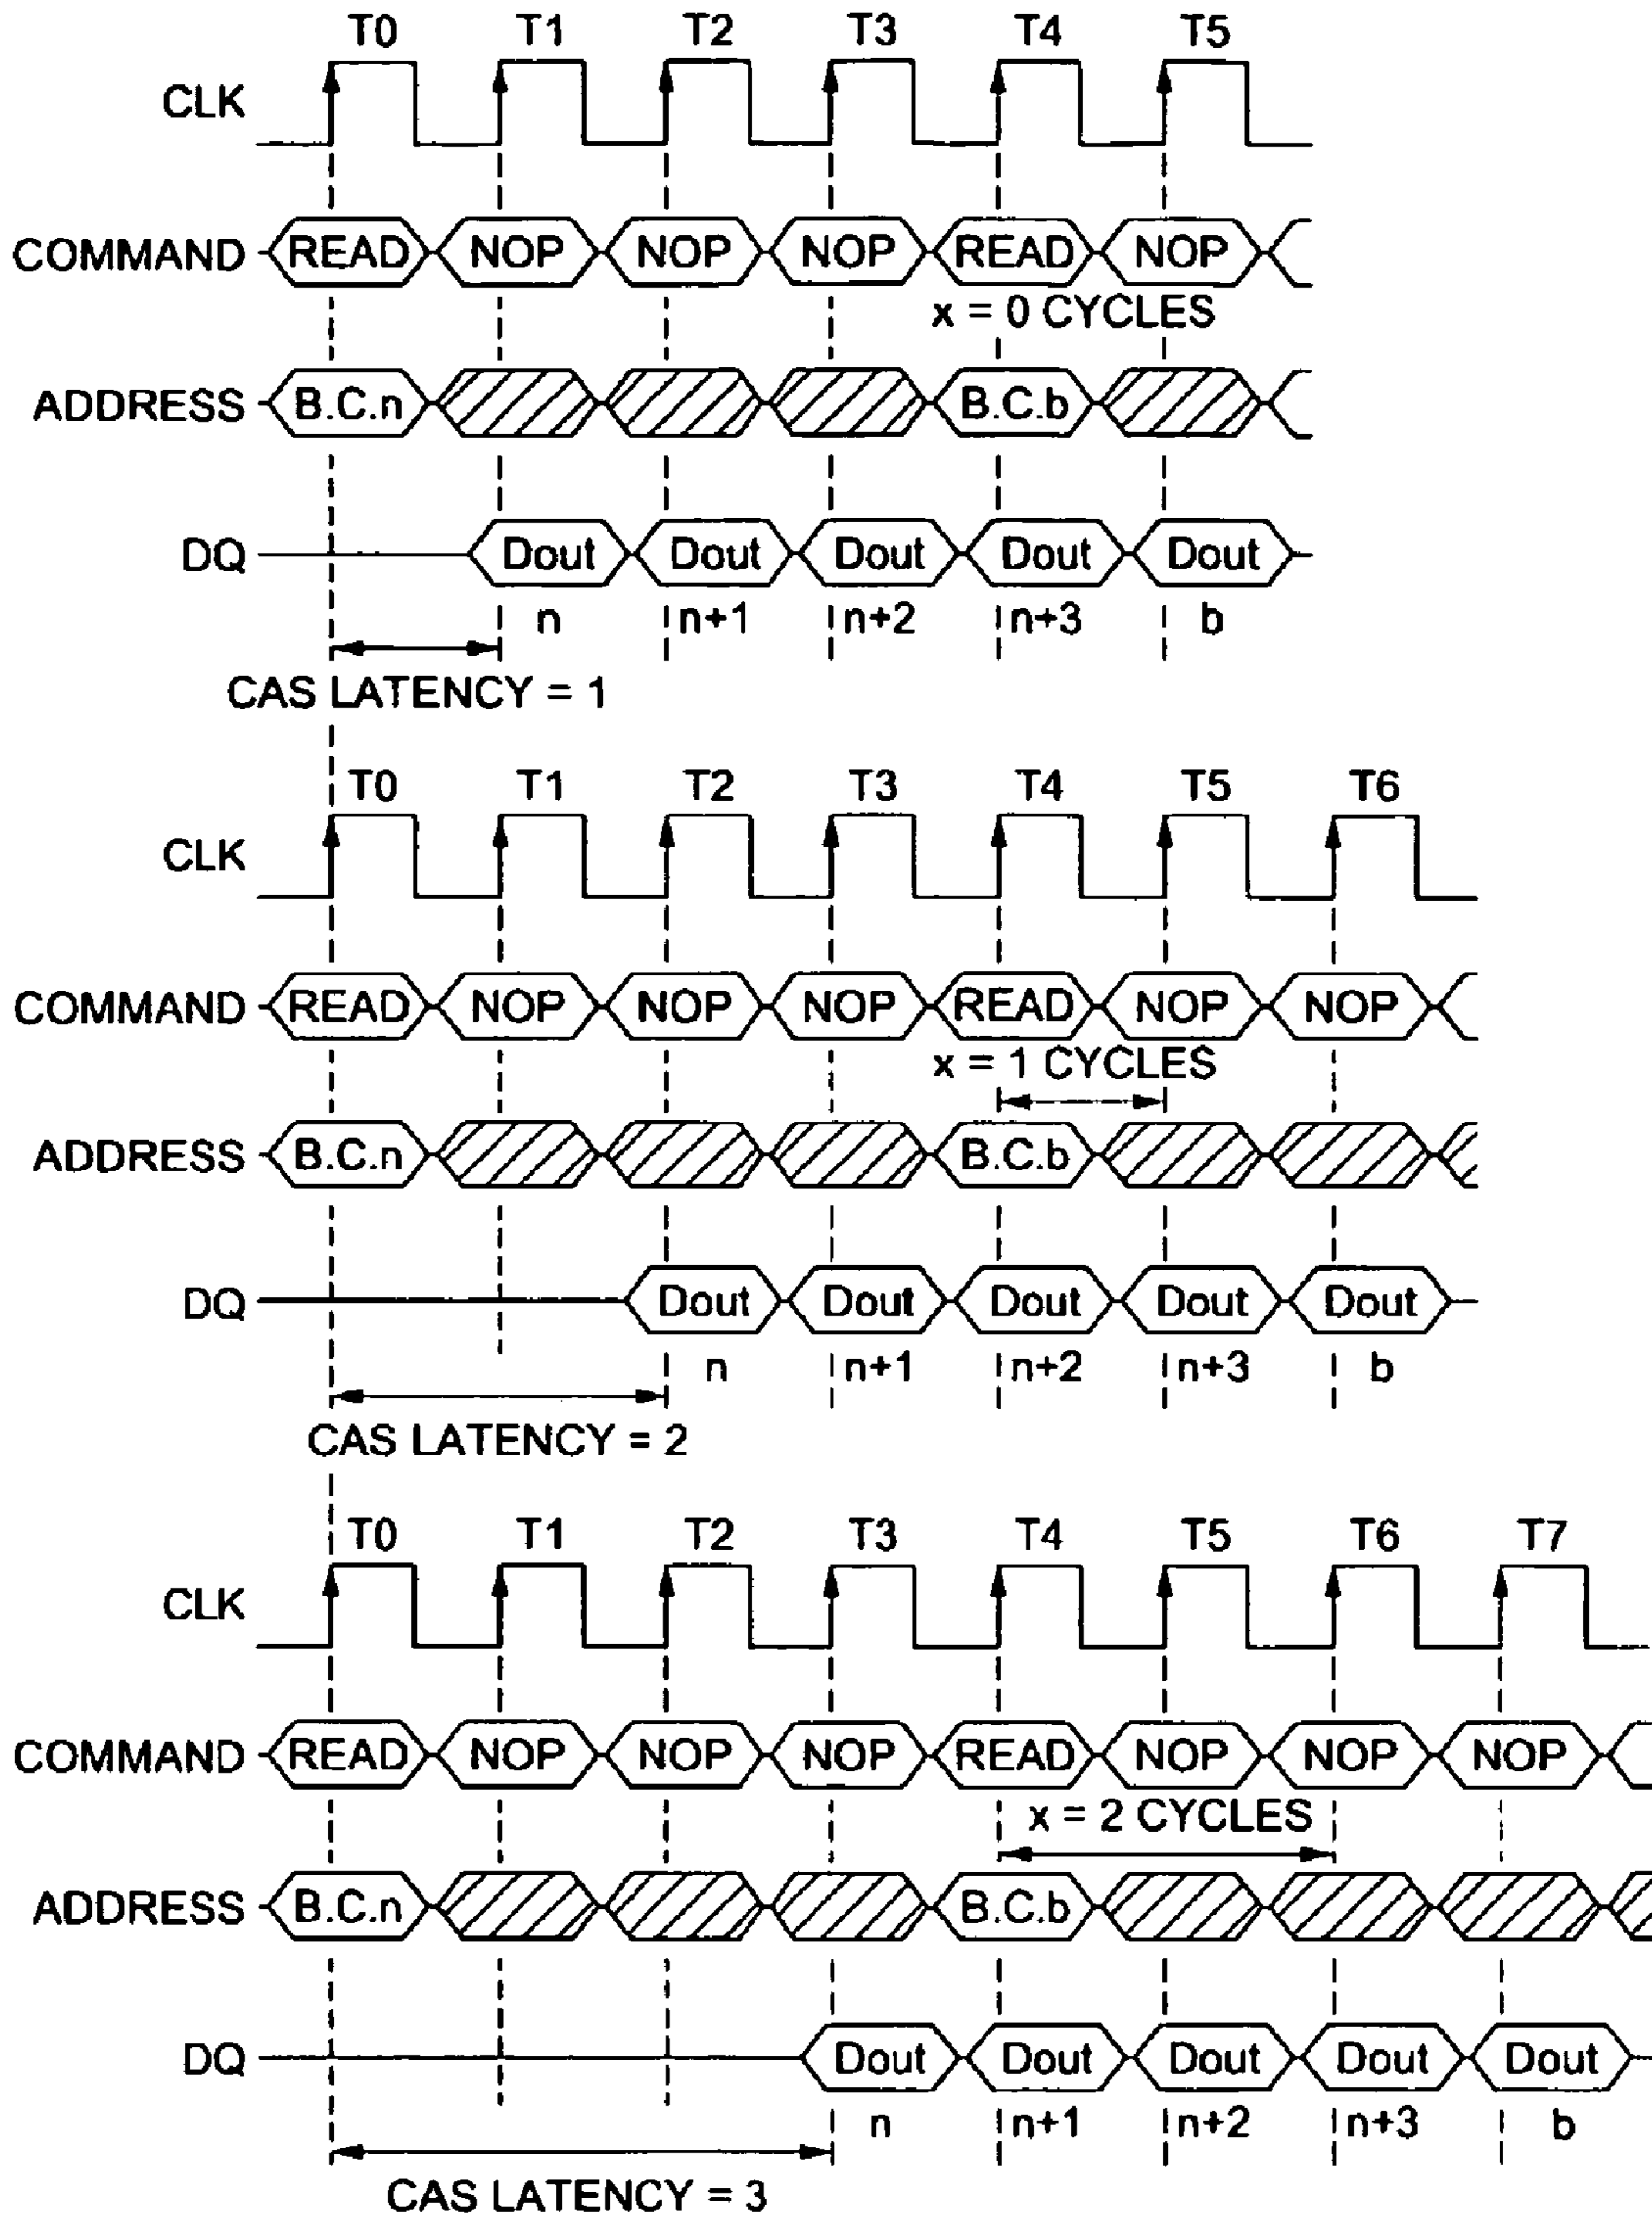 T0 T1 T2 T3 T4 T5
CLK
COMMAND READ NOP NOP NOP READ NOP
x = 0 CYCLES
ADDRESS B.C.n B.C.b
DQ Dout Dout Dout Dout Dout
n n+1 n+2 n+3 b
CAS LATENCY = 1
T0 T1 T2 T3 T4 T5 T6
CLK
COMMAND READ NOP NOP NOP READ NOP NOP
x = 1 CYCLES
ADDRESS B.C.n B.C.b
DQ Dout Dout Dout Dout Dout
n n+1 n+2 n+3 b
CAS LATENCY = 2
T0 T1 T2 T3 T4 T5 T6 T7
CLK
COMMAND READ NOP NOP NOP READ NOP NOP NOP
x = 2 CYCLES
ADDRESS B.C.n B.C.b
DQ Dout Dout Dout Dout Dout
n n+1 n+2 n+3 b
CAS LATENCY = 3